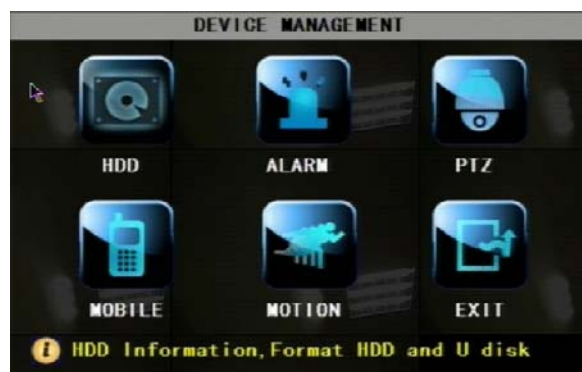 DEVICE MANAGEMENT
HDD ALARM PTZ
MOBILE MOTION EXIT
HDD Information,Format HDD and U disk